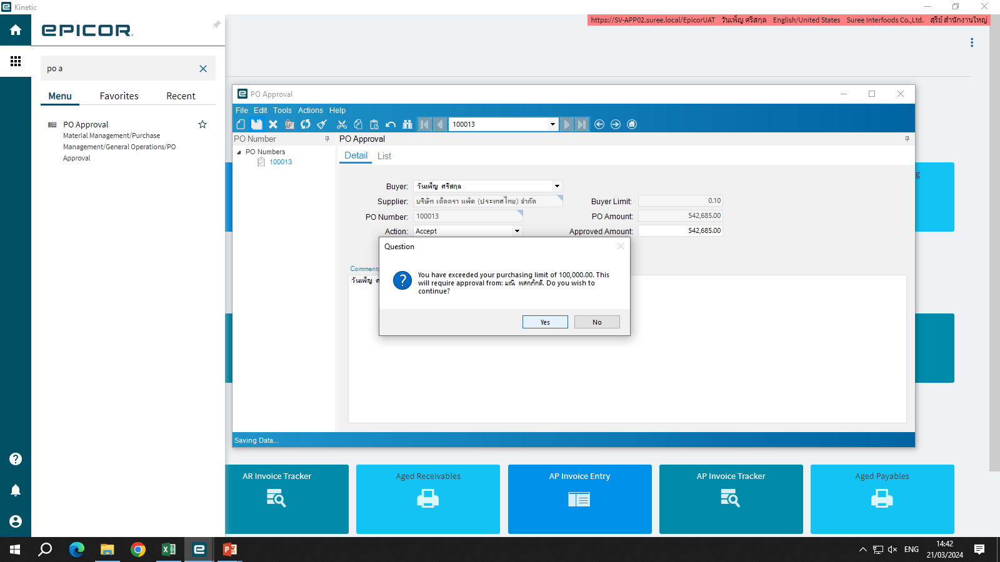 Kinetic
https://SV-APP02.suree.local/EpicorUAT วันเพ็ญ ศรีสกุล English/United States Suree Interfoods Co.,Ltd. สุรีย์ สำนักงานใหญ่
EPICOR
po a
Menu Favorites Recent
PO Approval
Material Management/Purchase
Management/General Operations/PO
Approval
PO Approval
File Edit Tools Actions Help
100013
PO Number
PO Approval
PO Numbers
100013
Detail List
Buyer: วันเพ็ญ ศรีสกุล
Supplier: บริษัท เต็ดตรา แพ้ค (ประเทศไทย) จำกัด
Buyer Limit: 0.10
PO Number: 100013
PO Amount: 542,685.00
Action: Accept
Approved Amount: 542,685.00
Comments
วันเพ็ญ ศ
Question
You have exceeded your purchasing limit of 100,000.00. This
will require approval from: มณี พสกภักดี. Do you wish to
continue?
Yes No
Saving Data...
g
AR Invoice Tracker
Aged Receivables
AP Invoice Entry
AP Invoice Tracker
Aged Payables
ENG
14:42
21/03/2024